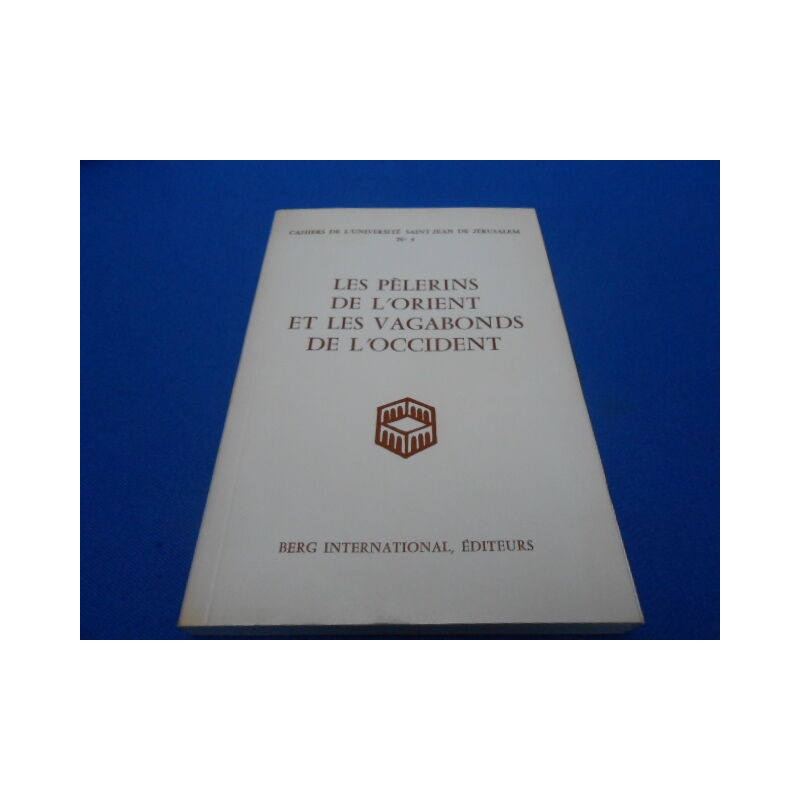 CAHIERS DE L'UNIVERSITÉ SAINT-JEAN DE JÉRUSALEM
N° 4
LES PÈLERINS
DE L'ORIENT
ET LES VAGABONDS
DE L'OCCIDENT
BERG INTERNATIONAL, ÉDITEURS